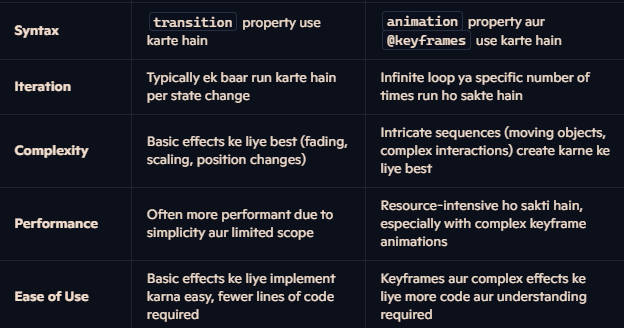 Syntax
transition property use
karte hain
animation property aur
@keyframes use karte hain
Iteration
Typically ek baar run karte hain
per state change
Infinite loop ya specific number of
times run ho sakte hain
Complexity
Basic effects ke liye best (fading,
scaling, position changes)
Intricate sequences (moving objects,
complex interactions) create karne ke
liye best
Performance
Often more performant due to
simplicity aur limited scope
Resource-intensive ho sakti hain,
especially with complex keyframe
animations
Ease of Use
Basic effects ke liye implement
karna easy, fewer lines of code
required
Keyframes aur complex effects ke
liye more code aur understanding
required